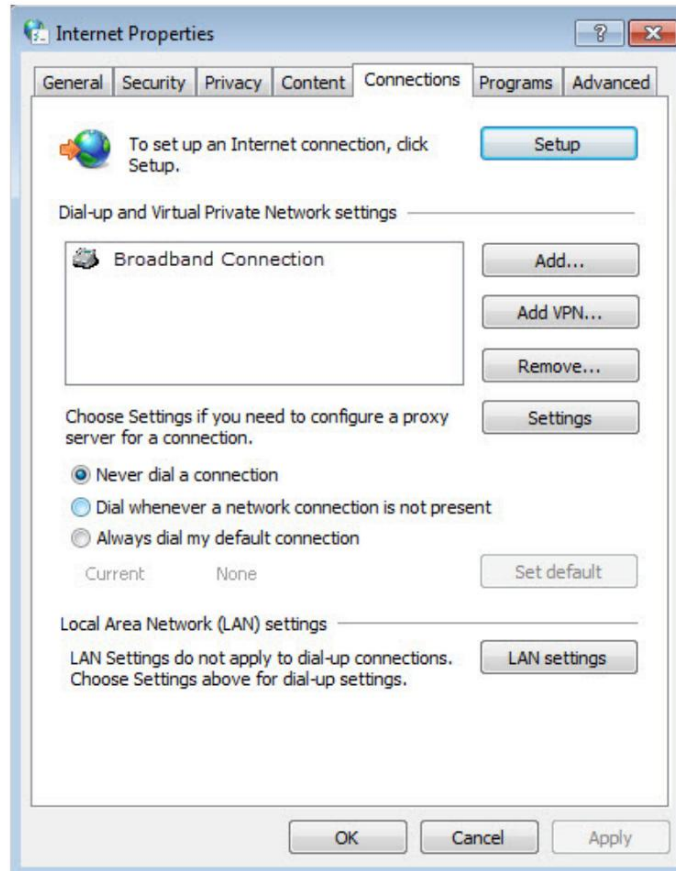 Internet Properties
General Security Privacy Content Connections Programs Advanced
To set up an Internet connection, click
Setup.
Setup
Dial-up and Virtual Private Network settings
Broadband Connection
Add...
Add VPN...
Remove...
Choose Settings if you need to configure a proxy
server for a connection.
Settings
Never dial a connection
Dial whenever a network connection is not present
Always dial my default connection
Current None
Set default
Local Area Network (LAN) settings
LAN Settings do not apply to dial-up connections.
Choose Settings above for dial-up settings.
LAN settings
OK Cancel Apply